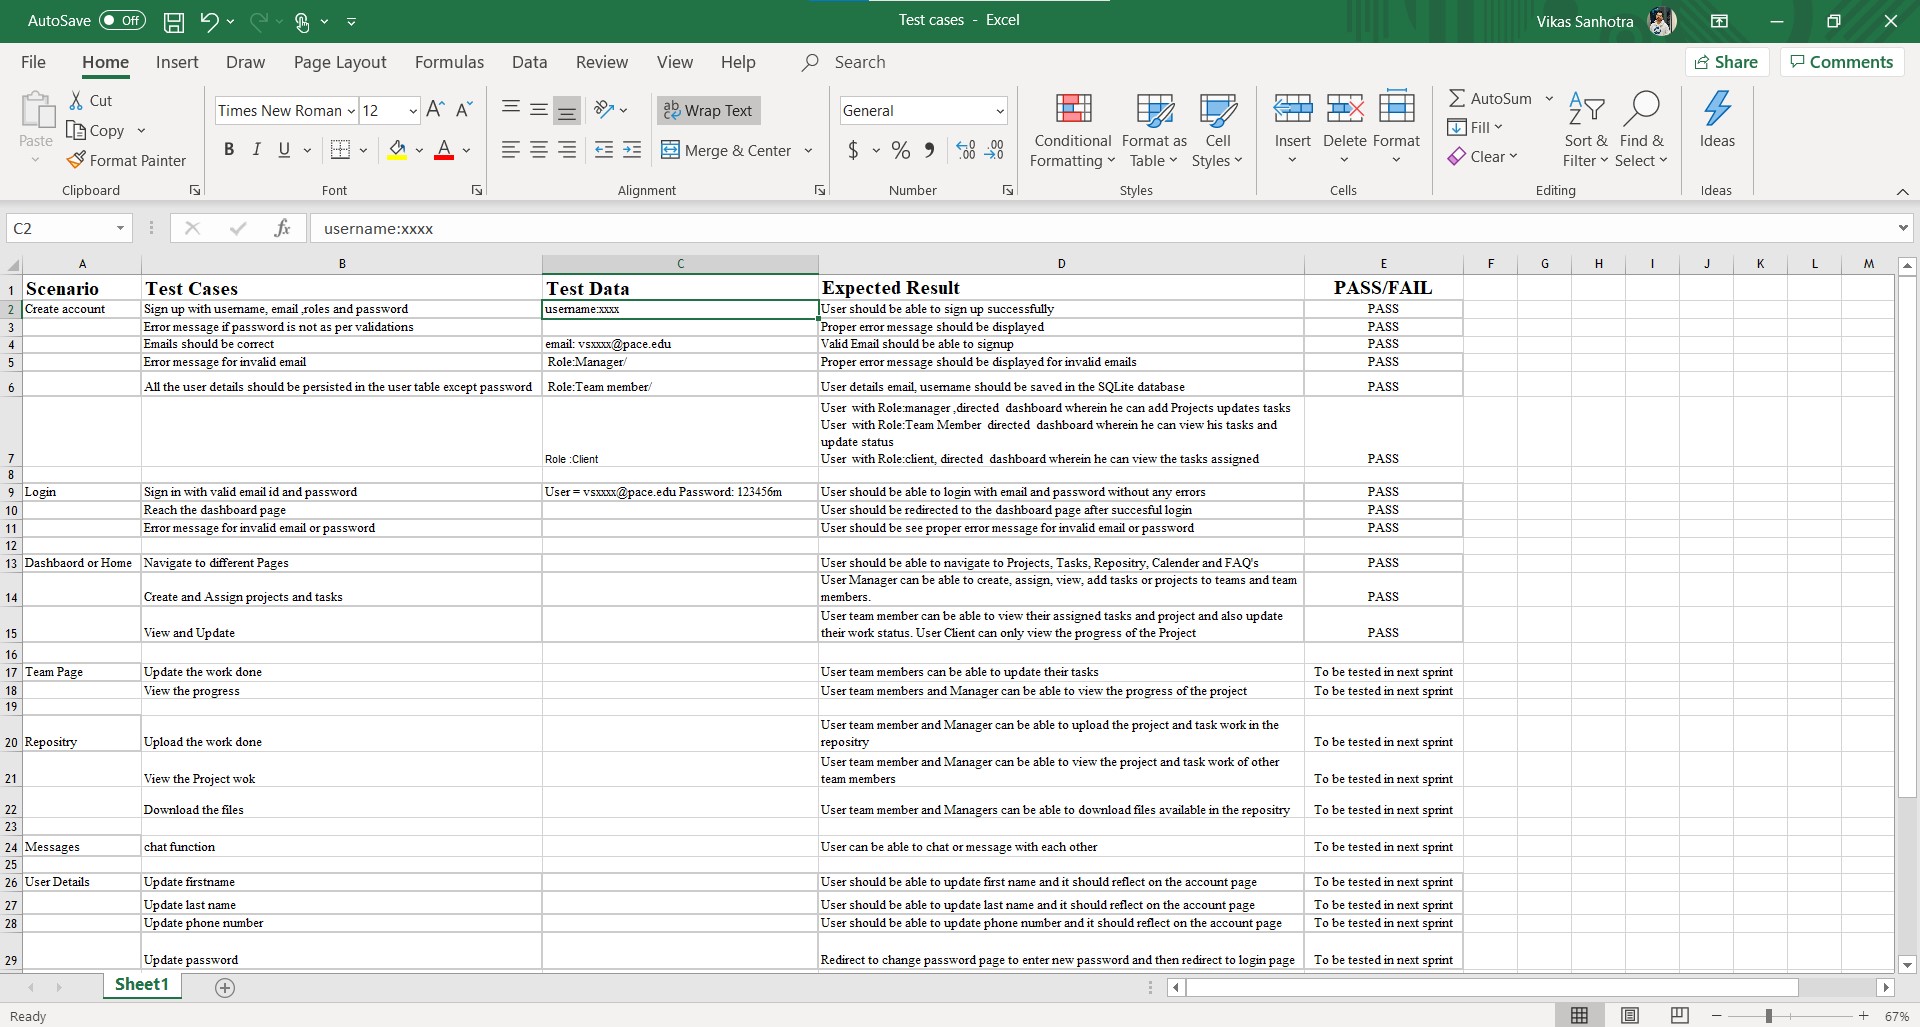 AutoSave Off
Test cases - Excel
Vikas Sanhotra
File Home Insert Draw Page Layout Formulas Data Review View Help Search
Share Comments
Paste
Cut
Copy
Format Painter
Clipboard
Times New Roman 12
B I U
Font
Wrap Text
Merge & Center
Alignment
General
Number
Conditional Formatting
Format as Table
Cell Styles
Styles
Insert Delete Format
Cells
AutoSum
Fill
Clear
Sort & Filter
Find & Select
Editing
Ideas
Ideas
C2 fx username:xxxx
A B C D E F G H I J K L M
1 Scenario Test Cases Test Data Expected Result PASS/FAIL
2 Create account Sign up with username, email ,roles and password username:xxxx User should be able to sign up successfully PASS
3 Error message if password is not as per validations Proper error message should be displayed PASS
4 Emails should be correct email: vsxxxx@pace.edu Valid Email should be able to signup PASS
5 Error message for invalid email Role:Manager/ Proper error message should be displayed for invalid emails PASS
6 All the user details should be persisted in the user table except password Role:Team member/ User details email, username should be saved in the SQLite database PASS
User with Role:manager ,directed dashboard wherein he can add Projects updates tasks
User with Role:Team Member directed dashboard wherein he can view his tasks and
update status
7 Role :Client User with Role:client, directed dashboard wherein he can view the tasks assigned PASS
8
9 Login Sign in with valid email id and password User = vsxxxx@pace.edu Password: 123456m User should be able to login with email and password without any errors PASS
10 Reach the dashboard page User should be redirected to the dashboard page after succesful login PASS
11 Error message for invalid email or password User should be see proper error message for invalid email or password PASS
12
13 Dashbaord or Home Navigate to different Pages User should be able to navigate to Projects, Tasks, Repositry, Calender and FAQ's PASS
User Manager can be able to create, assign, view, add tasks or projects to teams and team
14 Create and Assign projects and tasks members. PASS
User team member can be able to view their assigned tasks and project and also update
15 View and Update their work status. User Client can only view the progress of the Project PASS
16
17 Team Page Update the work done User team members can be able to update their tasks To be tested in next sprint
18 View the progress User team members and Manager can be able to view the progress of the project To be tested in next sprint
19
User team member and Manager can be able to upload the project and task work in the
20 Repositry Upload the work done repositry To be tested in next sprint
User team member and Manager can be able to view the project and task work of other
21 View the Project wok team members To be tested in next sprint
22 Download the files User team member and Managers can be able to download files available in the repositry To be tested in next sprint
23
24 Messages chat function User can be able to chat or message with each other To be tested in next sprint
25
26 User Details Update firstname User should be able to update first name and it should reflect on the account page To be tested in next sprint
27 Update last name User should be able to update last name and it should reflect on the account page To be tested in next sprint
28 Update phone number User should be able to update phone number and it should reflect on the account page To be tested in next sprint
29 Update password Redirect to change password page to enter new password and then redirect to login page To be tested in next sprint
Sheet1
Ready
67%